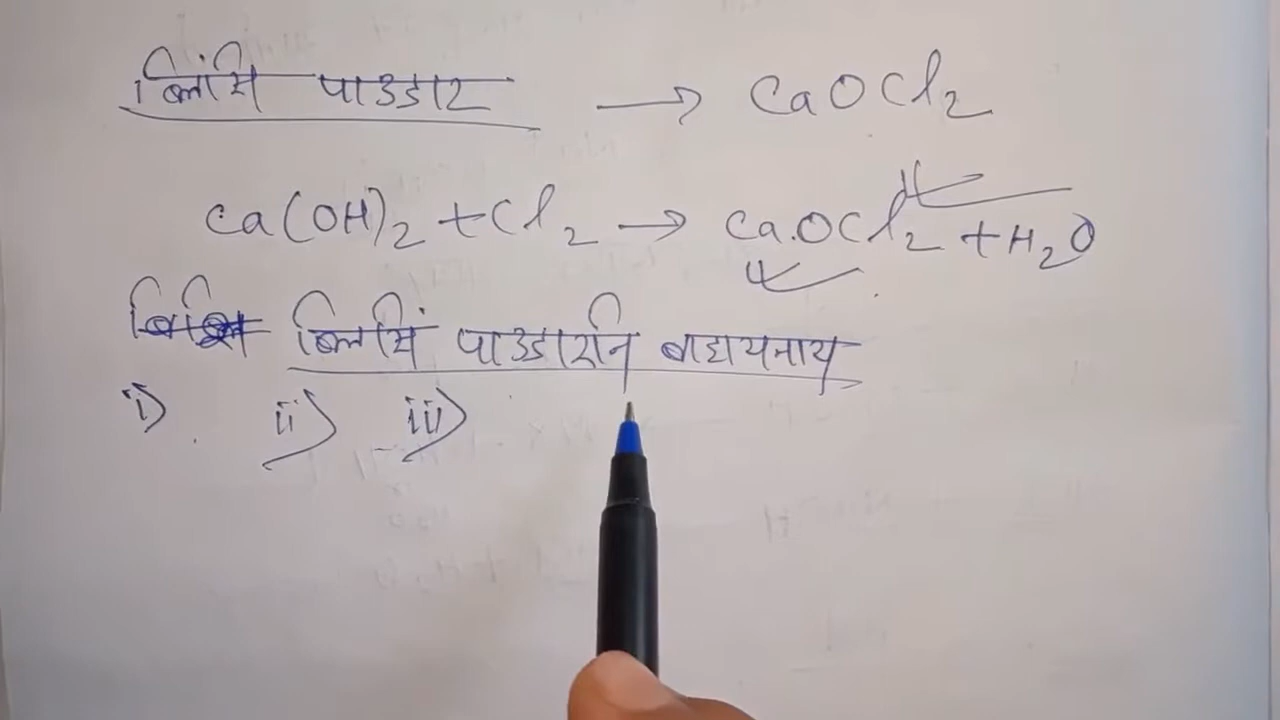 ब्लिंसिं पाउडार → CaOCl₂
Ca(OH)₂ + Cl₂ → CaOCl₂ + H₂O
ब्लिसिं पाउडारनि बाहायनाय
i) ii) iii)